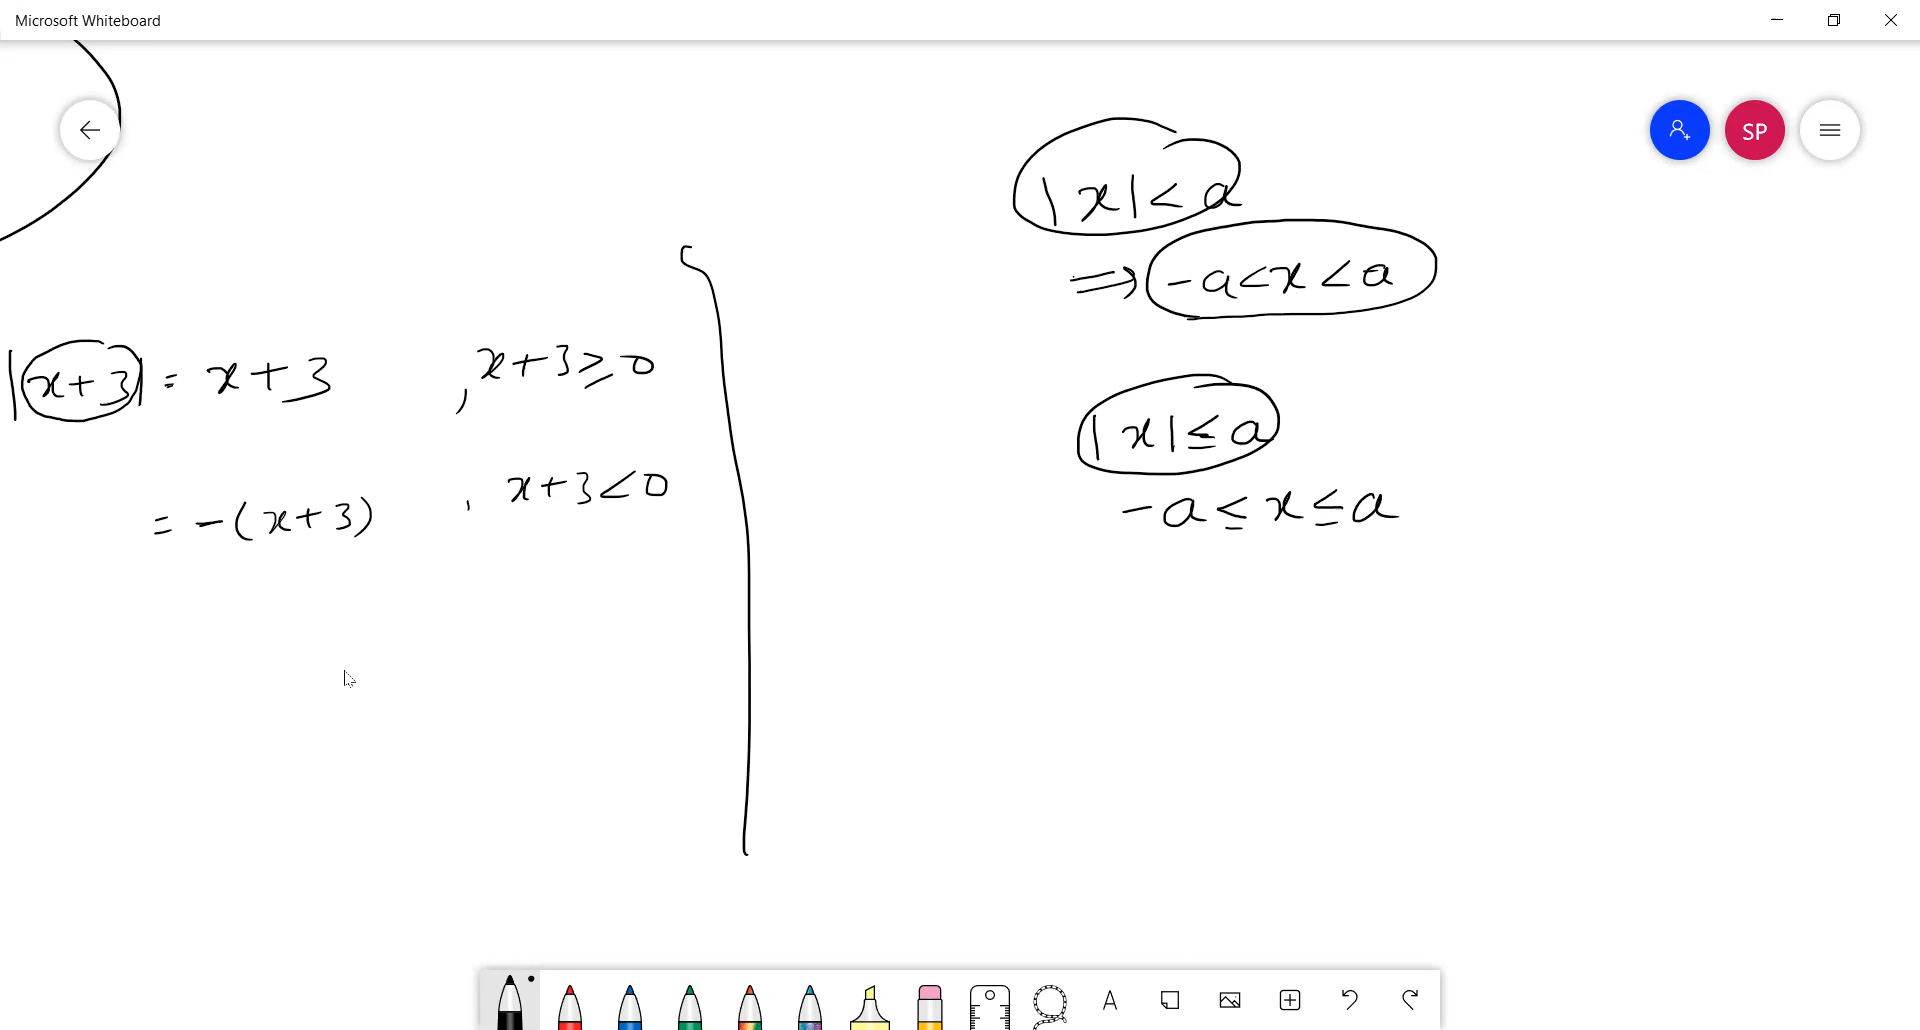 Microsoft Whiteboard
SP
|x+3| = x+3 , x+3≥0
= -(x+3) , x+3<0
|x|<a
⇒ -a<x<a
|x|≤a
-a≤x≤a
A